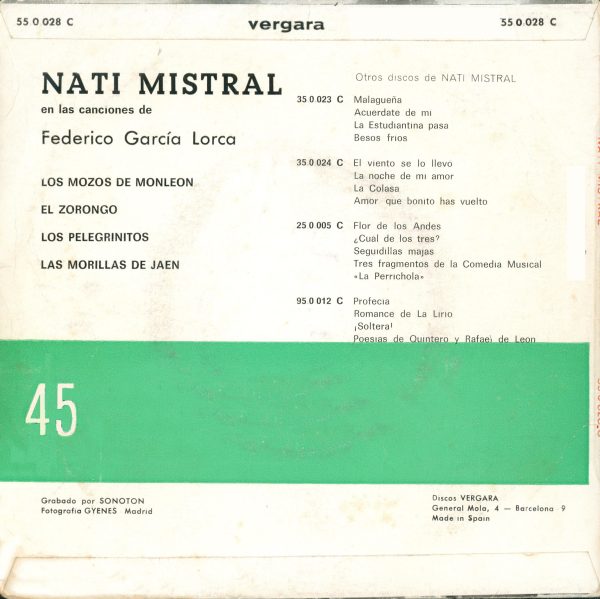 55 0 028 C
vergara
55 0 028 C
NATI MISTRAL
en las canciones de
Federico García Lorca
LOS MOZOS DE MONLEON
EL ZORONGO
LOS PELEGRINITOS
LAS MORILLAS DE JAEN
Otros discos de NATI MISTRAL
35 0 023 C Malagueña
Acuerdate de mi
La Estudiantina pasa
Besos frios
35 0 024 C El viento se lo llevo
La noche de mi amor
La Colasa
Amor que bonito has vuelto
25 0 005 C Flor de los Andes
¿Cual de los tres?
Seguidillas majas
Tres fragmentos de la Comedia Musical
«La Perrichola»
95 0 012 C Profecia
Romance de La Lirio
¡Soltera!
Poesias de Quintero y Rafael de Leon
45
Grabado por SONOTON
Fotografia GYENES Madrid
Discos VERGARA
General Mola, 4 — Barcelona 9
Made in Spain